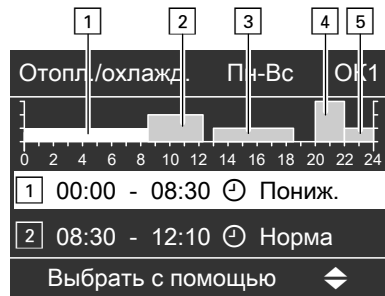 1 2 3 4 5
Отопл./охлажд. Пн-Вс ОК1
0 2 4 6 8 10 12 14 16 18 20 22 24
1 00:00 - 08:30 Пониж.
2 08:30 - 12:10 Норма
Выбрать с помощью